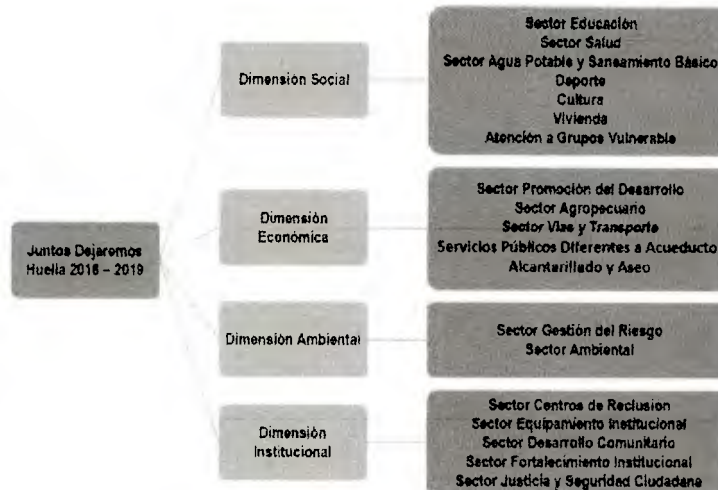 Juntos Dejaremos
Huella 2016 – 2019
Dimensión Social
Sector Educación
Sector Salud
Sector Agua Potable y Saneamiento Básico
Deporte
Cultura
Vivienda
Atención a Grupos Vulnerable
Dimensión
Económica
Sector Promoción del Desarrollo
Sector Agropecuario
Sector Vías y Transporte
Servicios Públicos Diferentes a Acueducto
Alcantarillado y Aseo
Dimensión Ambiental
Sector Gestión del Riesgo
Sector Ambiental
Dimensión
Institucional
Sector Centros de Reclusion
Sector Equipamiento Institucional
Sector Desarrollo Comunitario
Sector Fortalecimiento Institucional
Sector Justicia y Seguridad Ciudadana